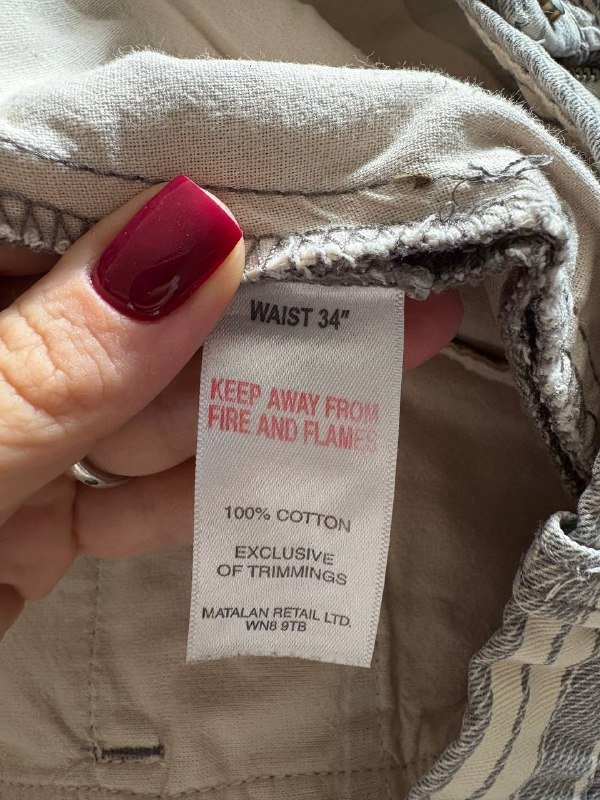 WAIST 34"
KEEP AWAY FROM
FIRE AND FLAMES
100% COTTON
EXCLUSIVE
OF TRIMMINGS
MATALAN RETAIL LTD.
WN8 9TB